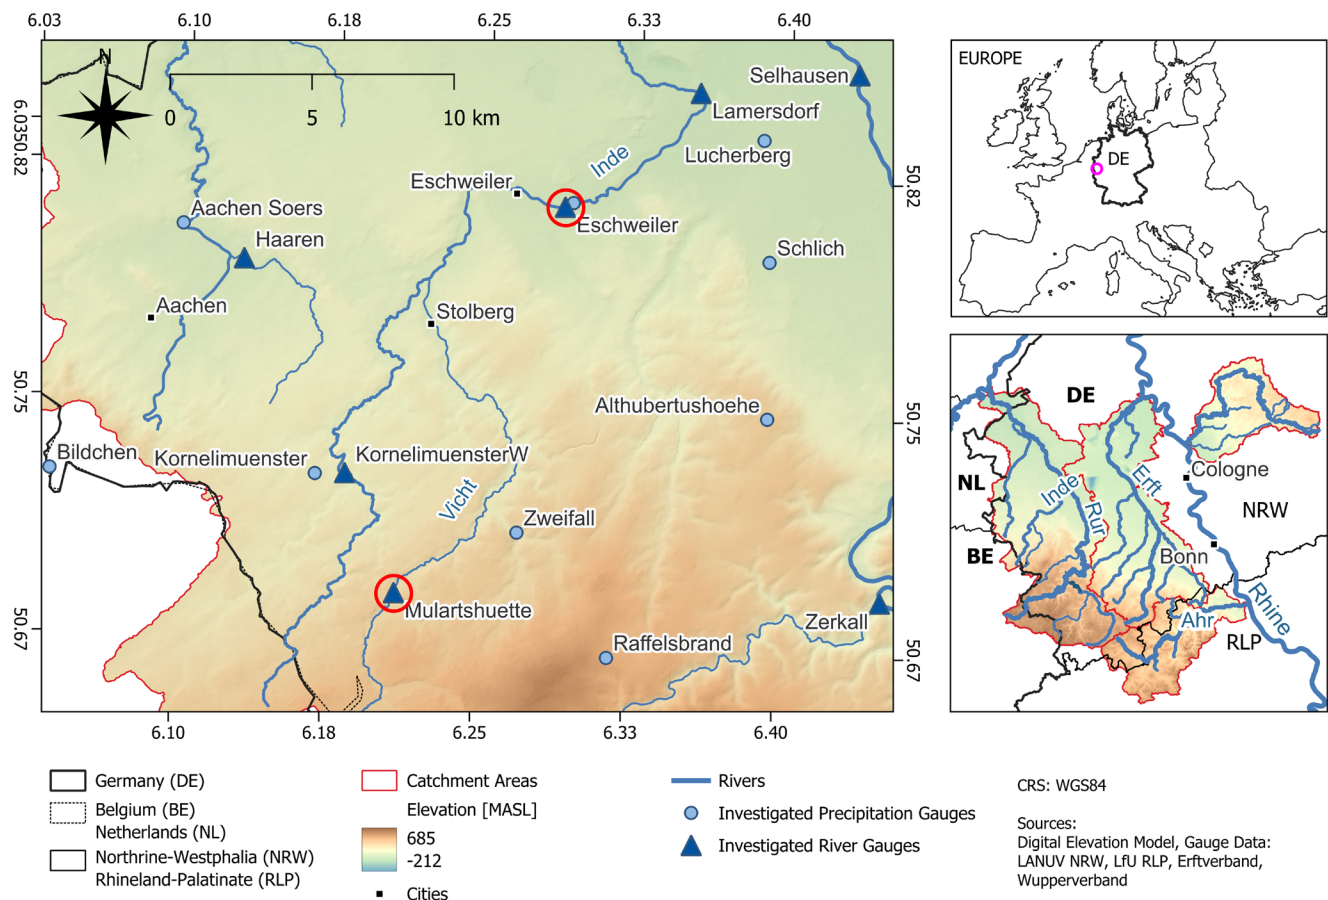 6.03
6.10
6.18
6.25
6.33
6.40
N
0
5
10 km
6.035
50.82
50.75
50.67
50.82
50.75
50.67
Selhausen
Lamersdorf
Lucherberg
Inde
Eschweiler
Eschweiler
Aachen Soers
Haaren
Schlich
Aachen
Stolberg
Althubertushoehe
Bildchen
Kornelimuenster
KornelimuensterW
Vicht
Zweifall
Mulartshuette
Zerkall
Raffelsbrand
6.10
6.18
6.25
6.33
6.40
EUROPE
DE
DE
NL
BE
Inde
Rur
Erft
Cologne
NRW
Bonn
Ahr
Rhine
RLP
Germany (DE)
Belgium (BE)
Netherlands (NL)
Northrine-Westphalia (NRW)
Rhineland-Palatinate (RLP)
Catchment Areas
Elevation [MASL]
685
-212
Cities
Rivers
Investigated Precipitation Gauges
Investigated River Gauges
CRS: WGS84
Sources:
Digital Elevation Model, Gauge Data:
LANUV NRW, LfU RLP, Erftverband,
Wupperverband